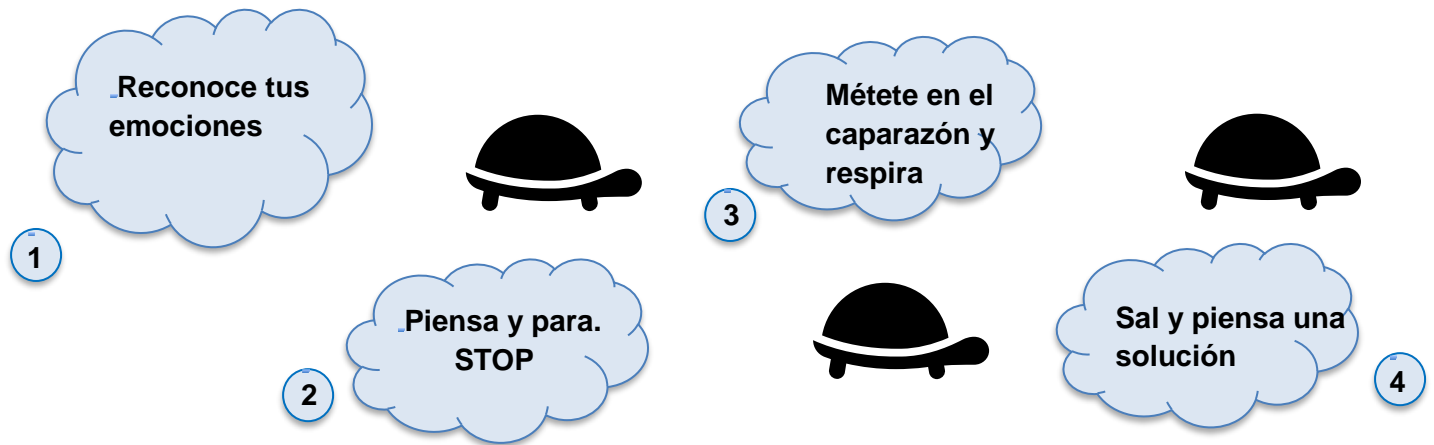 Reconoce tus
emociones
1
Piensa y para.
STOP
2
Métete en el
caparazón y
respira
3
Sal y piensa una
solución
4